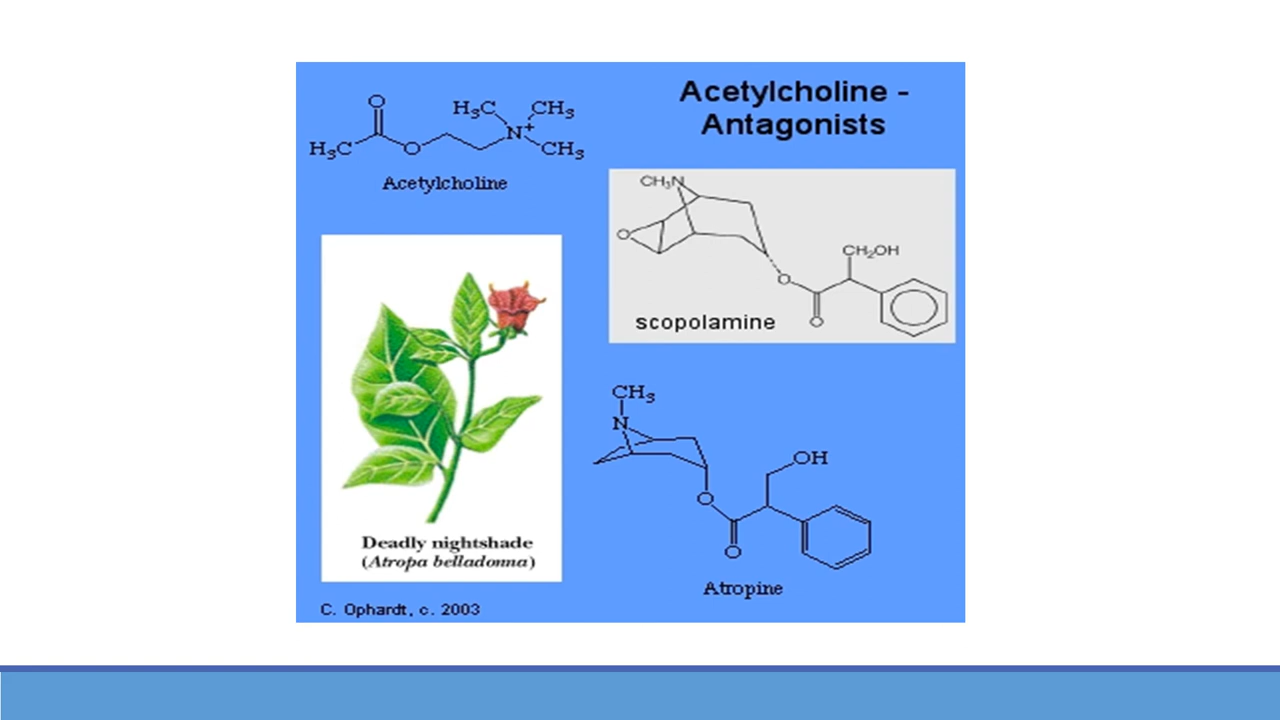 Acetylcholine -
Antagonists
O
H₃C
CH₃
H₃C
O
N⁺
CH₃
Acetylcholine
CH₃N
O
CH₂OH
O
O
scopolamine
CH₃
N
OH
O
O
Atropine
Deadly nightshade
(Atropa belladonna)
C. Ophardt, c. 2003